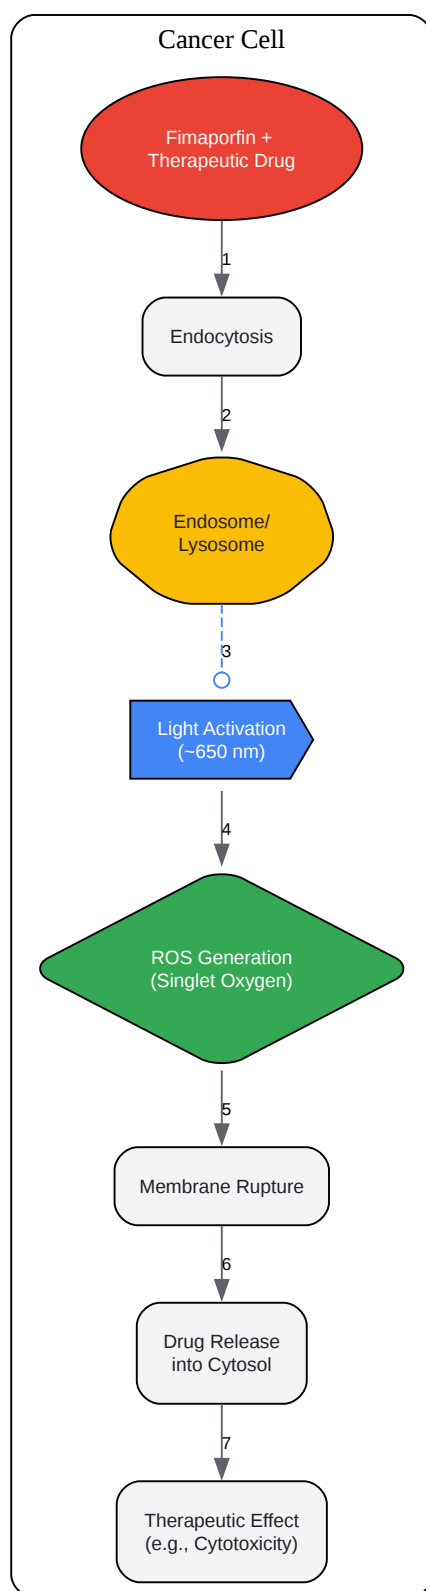 Cancer Cell
Fimaporfin +
Therapeutic Drug
1
Endocytosis
2
Endosome/
Lysosome
3
Light Activation
(~650 nm)
4
ROS Generation
(Singlet Oxygen)
5
Membrane Rupture
6
Drug Release
into Cytosol
7
Therapeutic Effect
(e.g., Cytotoxicity)